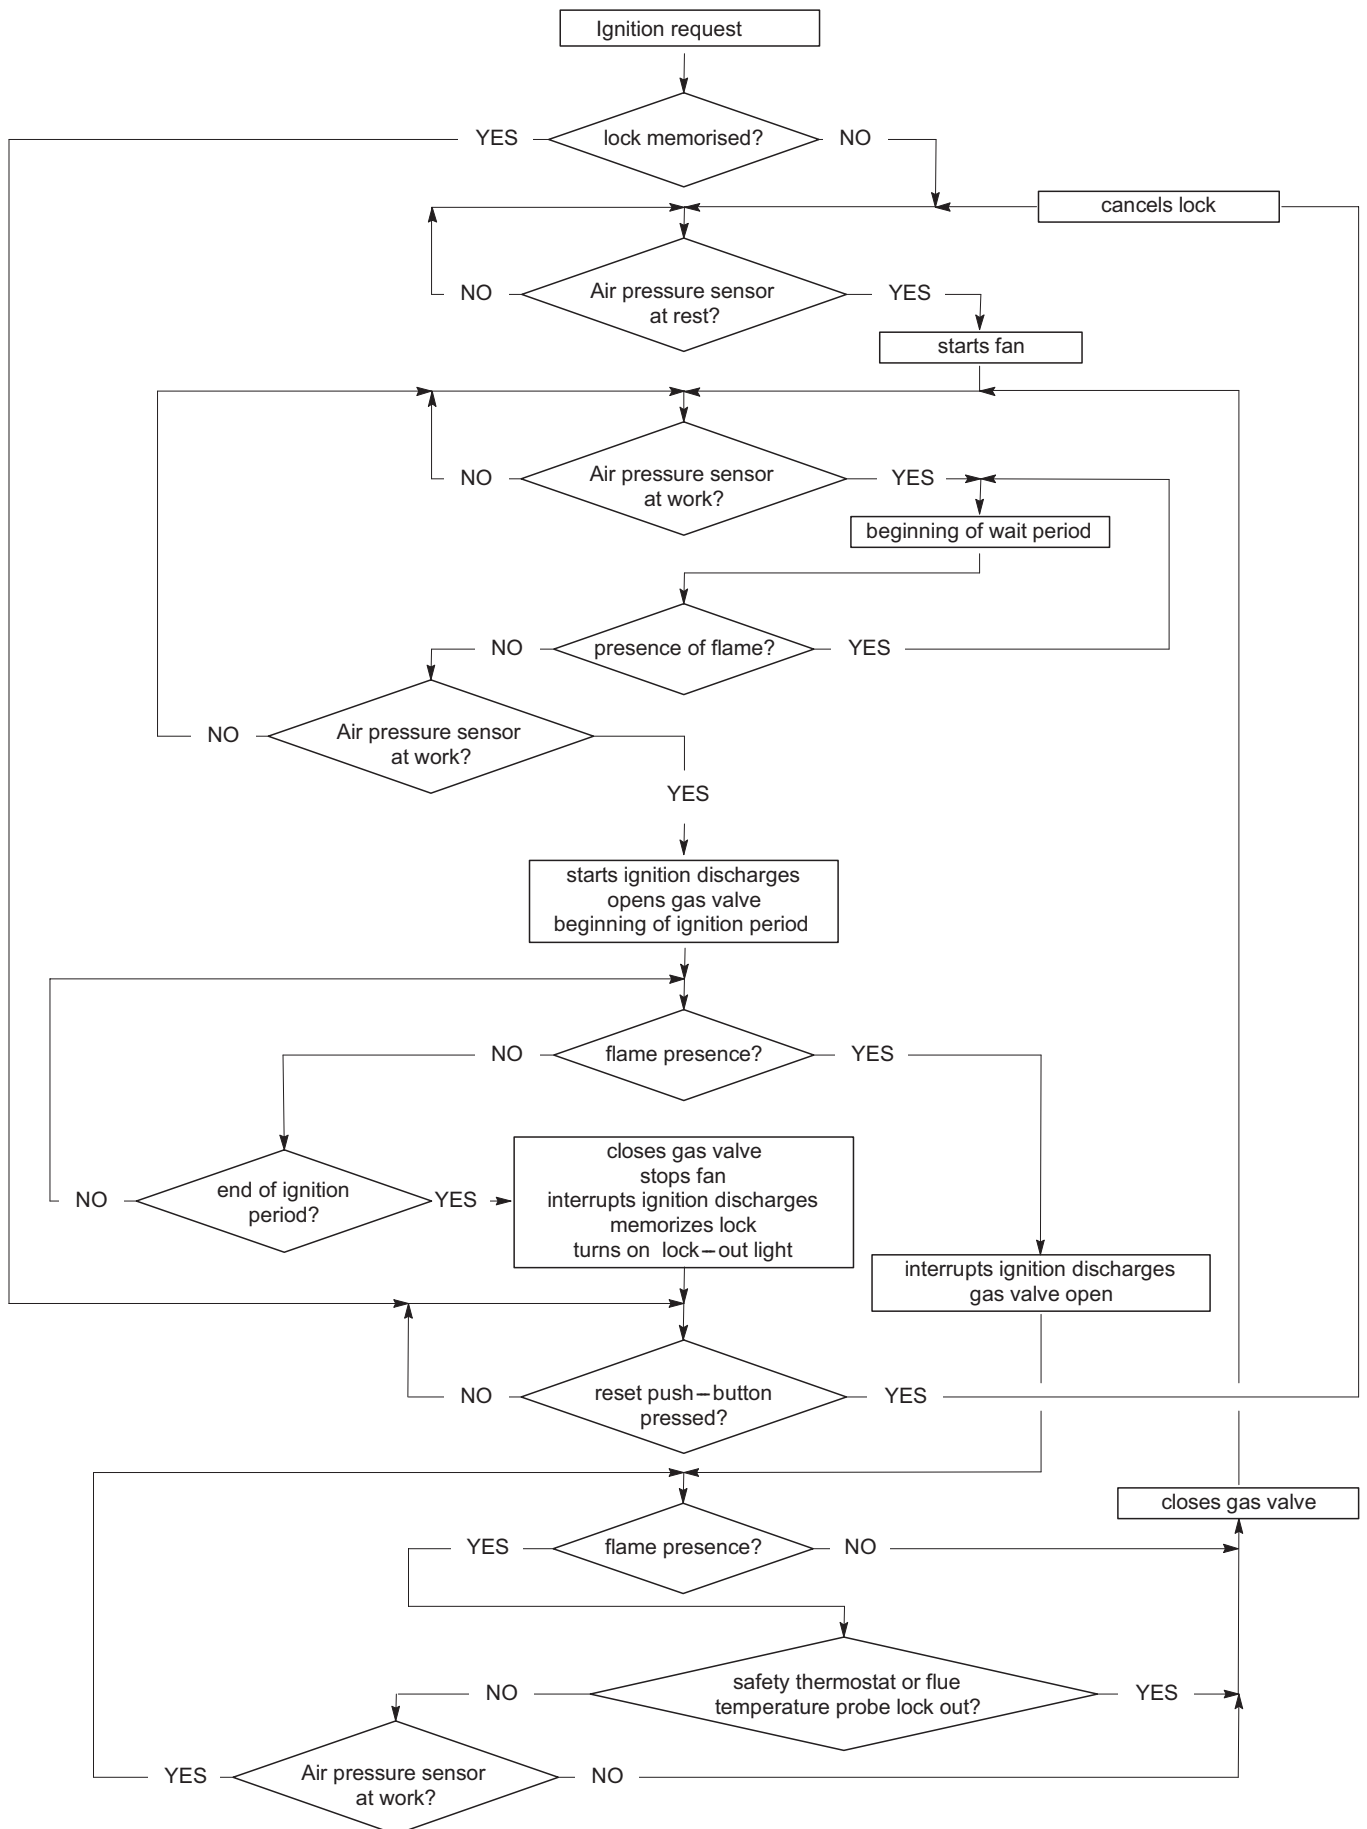 Ignition request
YES
lock memorised?
NO
cancels lock
NO
Air pressure sensor
at rest?
YES
starts fan
NO
Air pressure sensor
at work?
YES
beginning of wait period
NO
presence of flame?
YES
NO
Air pressure sensor
at work?
YES
starts ignition discharges
opens gas valve
beginning of ignition period
NO
flame presence?
YES
NO
end of ignition
period?
YES
closes gas valve
stops fan
interrupts ignition discharges
memorizes lock
turns on lock–out light
interrupts ignition discharges
gas valve open
NO
reset push–button
pressed?
YES
closes gas valve
YES
flame presence?
NO
NO
safety thermostat or flue
temperature probe lock out?
YES
YES
Air pressure sensor
at work?
NO